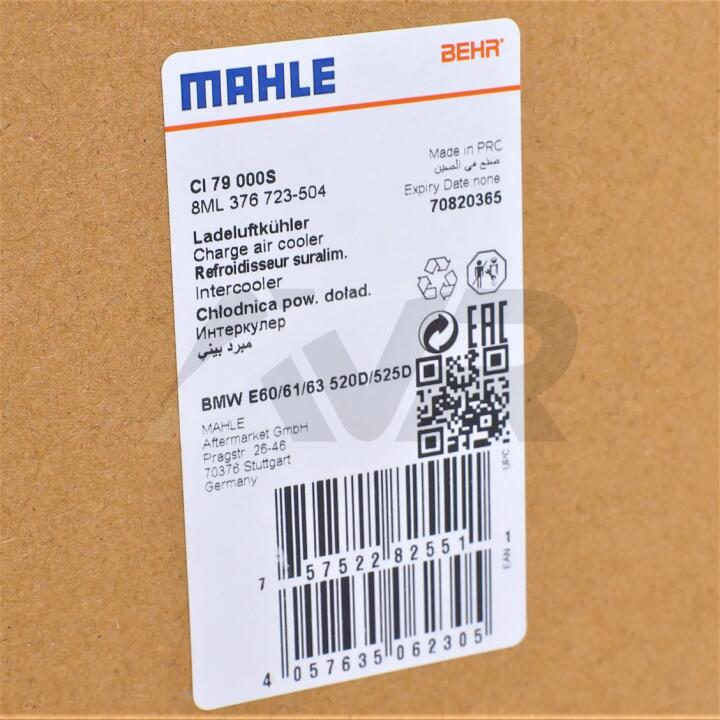 MAHLE
BEHR
CI 79 000S
8ML 376 723-504
Made in PRC
صنع في الصين
Expiry Date:none
70820365
Ladeluftkühler
Charge air cooler
Refroidisseur suralim.
Intercooler
Chłodnica pow. doład.
Интеркулер
مبرد بيني
EAC
BMW E60/61/63 520D/525D
MAHLE
Aftermarket GmbH
Pragstr. 26-46
70376 Stuttgart
Germany
UPC
7 57522 82551
EAN 1
4 057635 062305
AVR